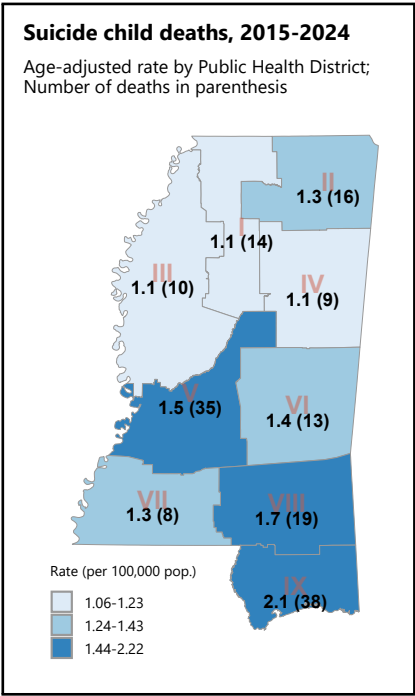 Suicide child deaths, 2015-2024
Age-adjusted rate by Public Health District;
Number of deaths in parenthesis
II
1.3 (16)
I
1.1 (14)
III
1.1 (10)
IV
1.1 (9)
V
1.5 (35)
VI
1.4 (13)
VII
1.3 (8)
VIII
1.7 (19)
IX
2.1 (38)
Rate (per 100,000 pop.)
1.06-1.23
1.24-1.43
1.44-2.22